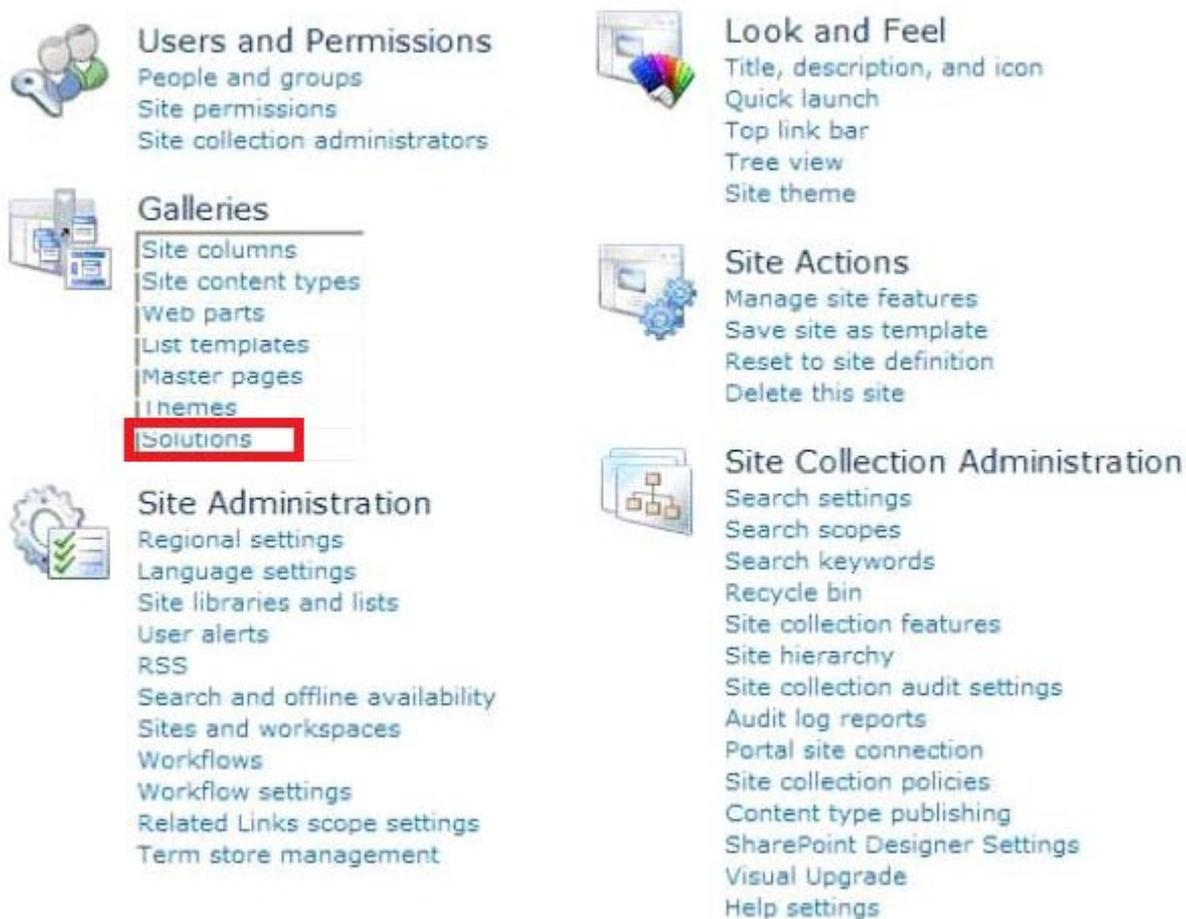 Users and Permissions
People and groups
Site permissions
Site collection administrators
Galleries
Site columns
Site content types
Web parts
List templates
Master pages
Themes
Solutions
Site Administration
Regional settings
Language settings
Site libraries and lists
User alerts
RSS
Search and offline availability
Sites and workspaces
Workflows
Workflow settings
Related Links scope settings
Term store management
Look and Feel
Title, description, and icon
Quick launch
Top link bar
Tree view
Site theme
Site Actions
Manage site features
Save site as template
Reset to site definition
Delete this site
Site Collection Administration
Search settings
Search scopes
Search keywords
Recycle bin
Site collection features
Site hierarchy
Site collection audit settings
Audit log reports
Portal site connection
Site collection policies
Content type publishing
SharePoint Designer Settings
Visual Upgrade
Help settings